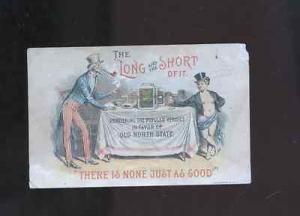 THE
LONG AND THE SHORT
OF IT.
RENDERING THE POPULAR VERDICT
IN FAVOR OF
OLD NORTH STATE
"THERE IS NONE JUST AS GOOD"